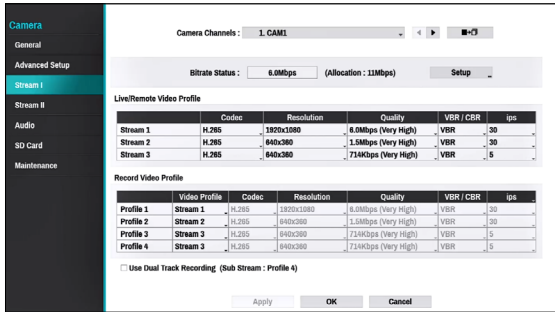 Camera
General
Advanced Setup
Stream I
Stream II
Audio
SD Card
Maintenance
Camera Channels : 1. CAM1
Bitrate Status : 6.0Mbps (Allocation : 11Mbps) Setup
Live/Remote Video Profile
Codec Resolution Quality VBR / CBR ips
Stream 1 H.265 1920x1080 6.0Mbps (Very High) VBR 30
Stream 2 H.265 640x360 1.5Mbps (Very High) VBR 30
Stream 3 H.265 640x360 714Kbps (Very High) VBR 5
Record Video Profile
Video Profile Codec Resolution Quality VBR / CBR ips
Profile 1 Stream 1 H.265 1920x1080 6.0Mbps (Very High) VBR 30
Profile 2 Stream 2 H.265 640x360 1.5Mbps (Very High) VBR 30
Profile 3 Stream 3 H.265 640x360 714Kbps (Very High) VBR 5
Profile 4 Stream 3 H.265 640x360 714Kbps (Very High) VBR 5
Use Dual Track Recording (Sub Stream : Profile 4)
Apply OK Cancel